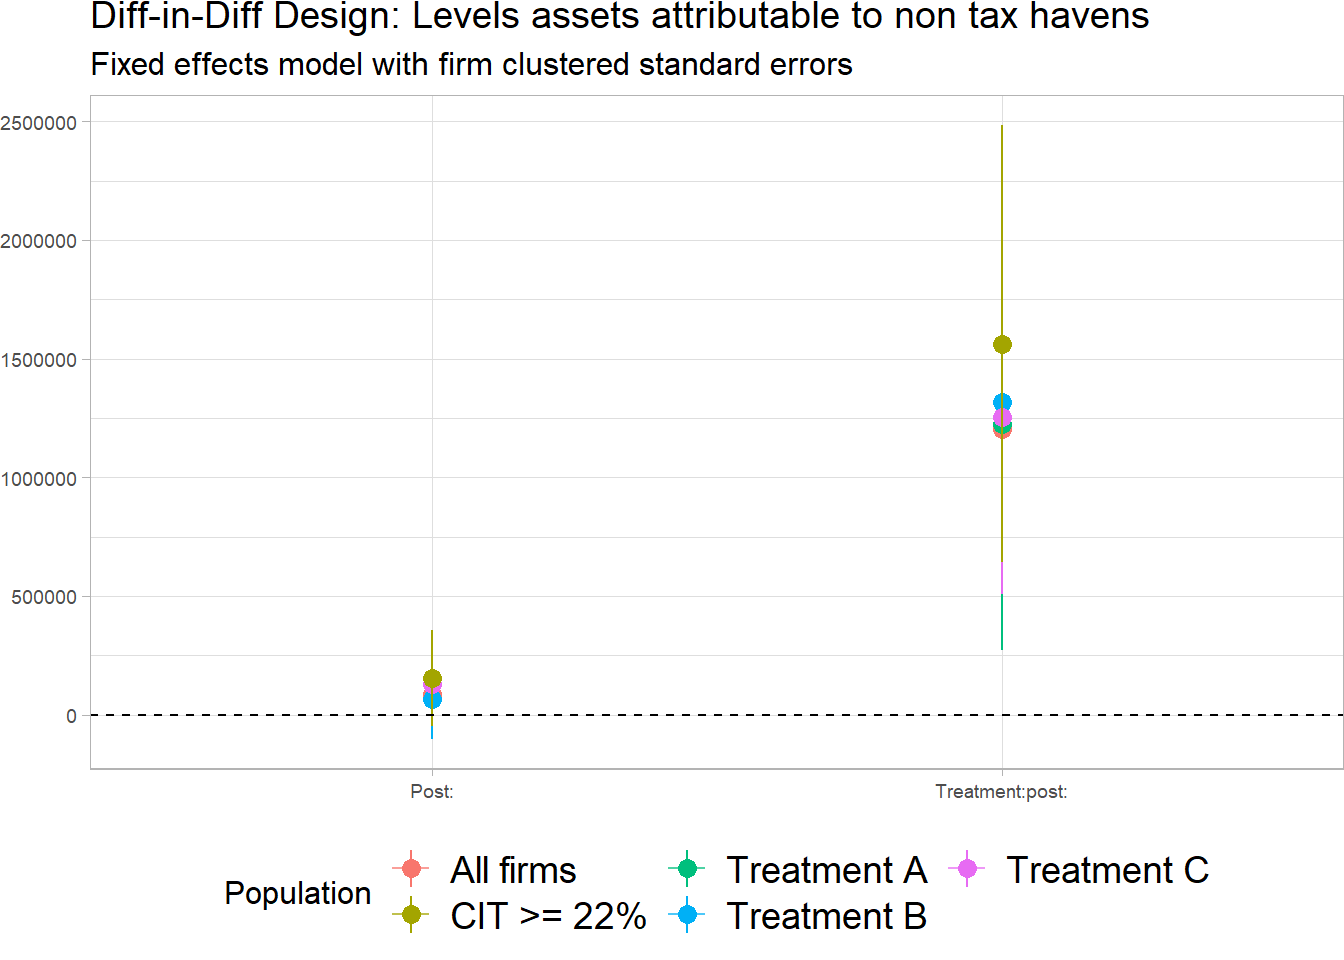 Diff-in-Diff Design: Levels assets attributable to non tax havens
Fixed effects model with firm clustered standard errors
2500000
2000000
1500000
1000000
500000
0
Post:
Treatment:post:
Population
All firms
Treatment A
Treatment C
CIT >= 22%
Treatment B